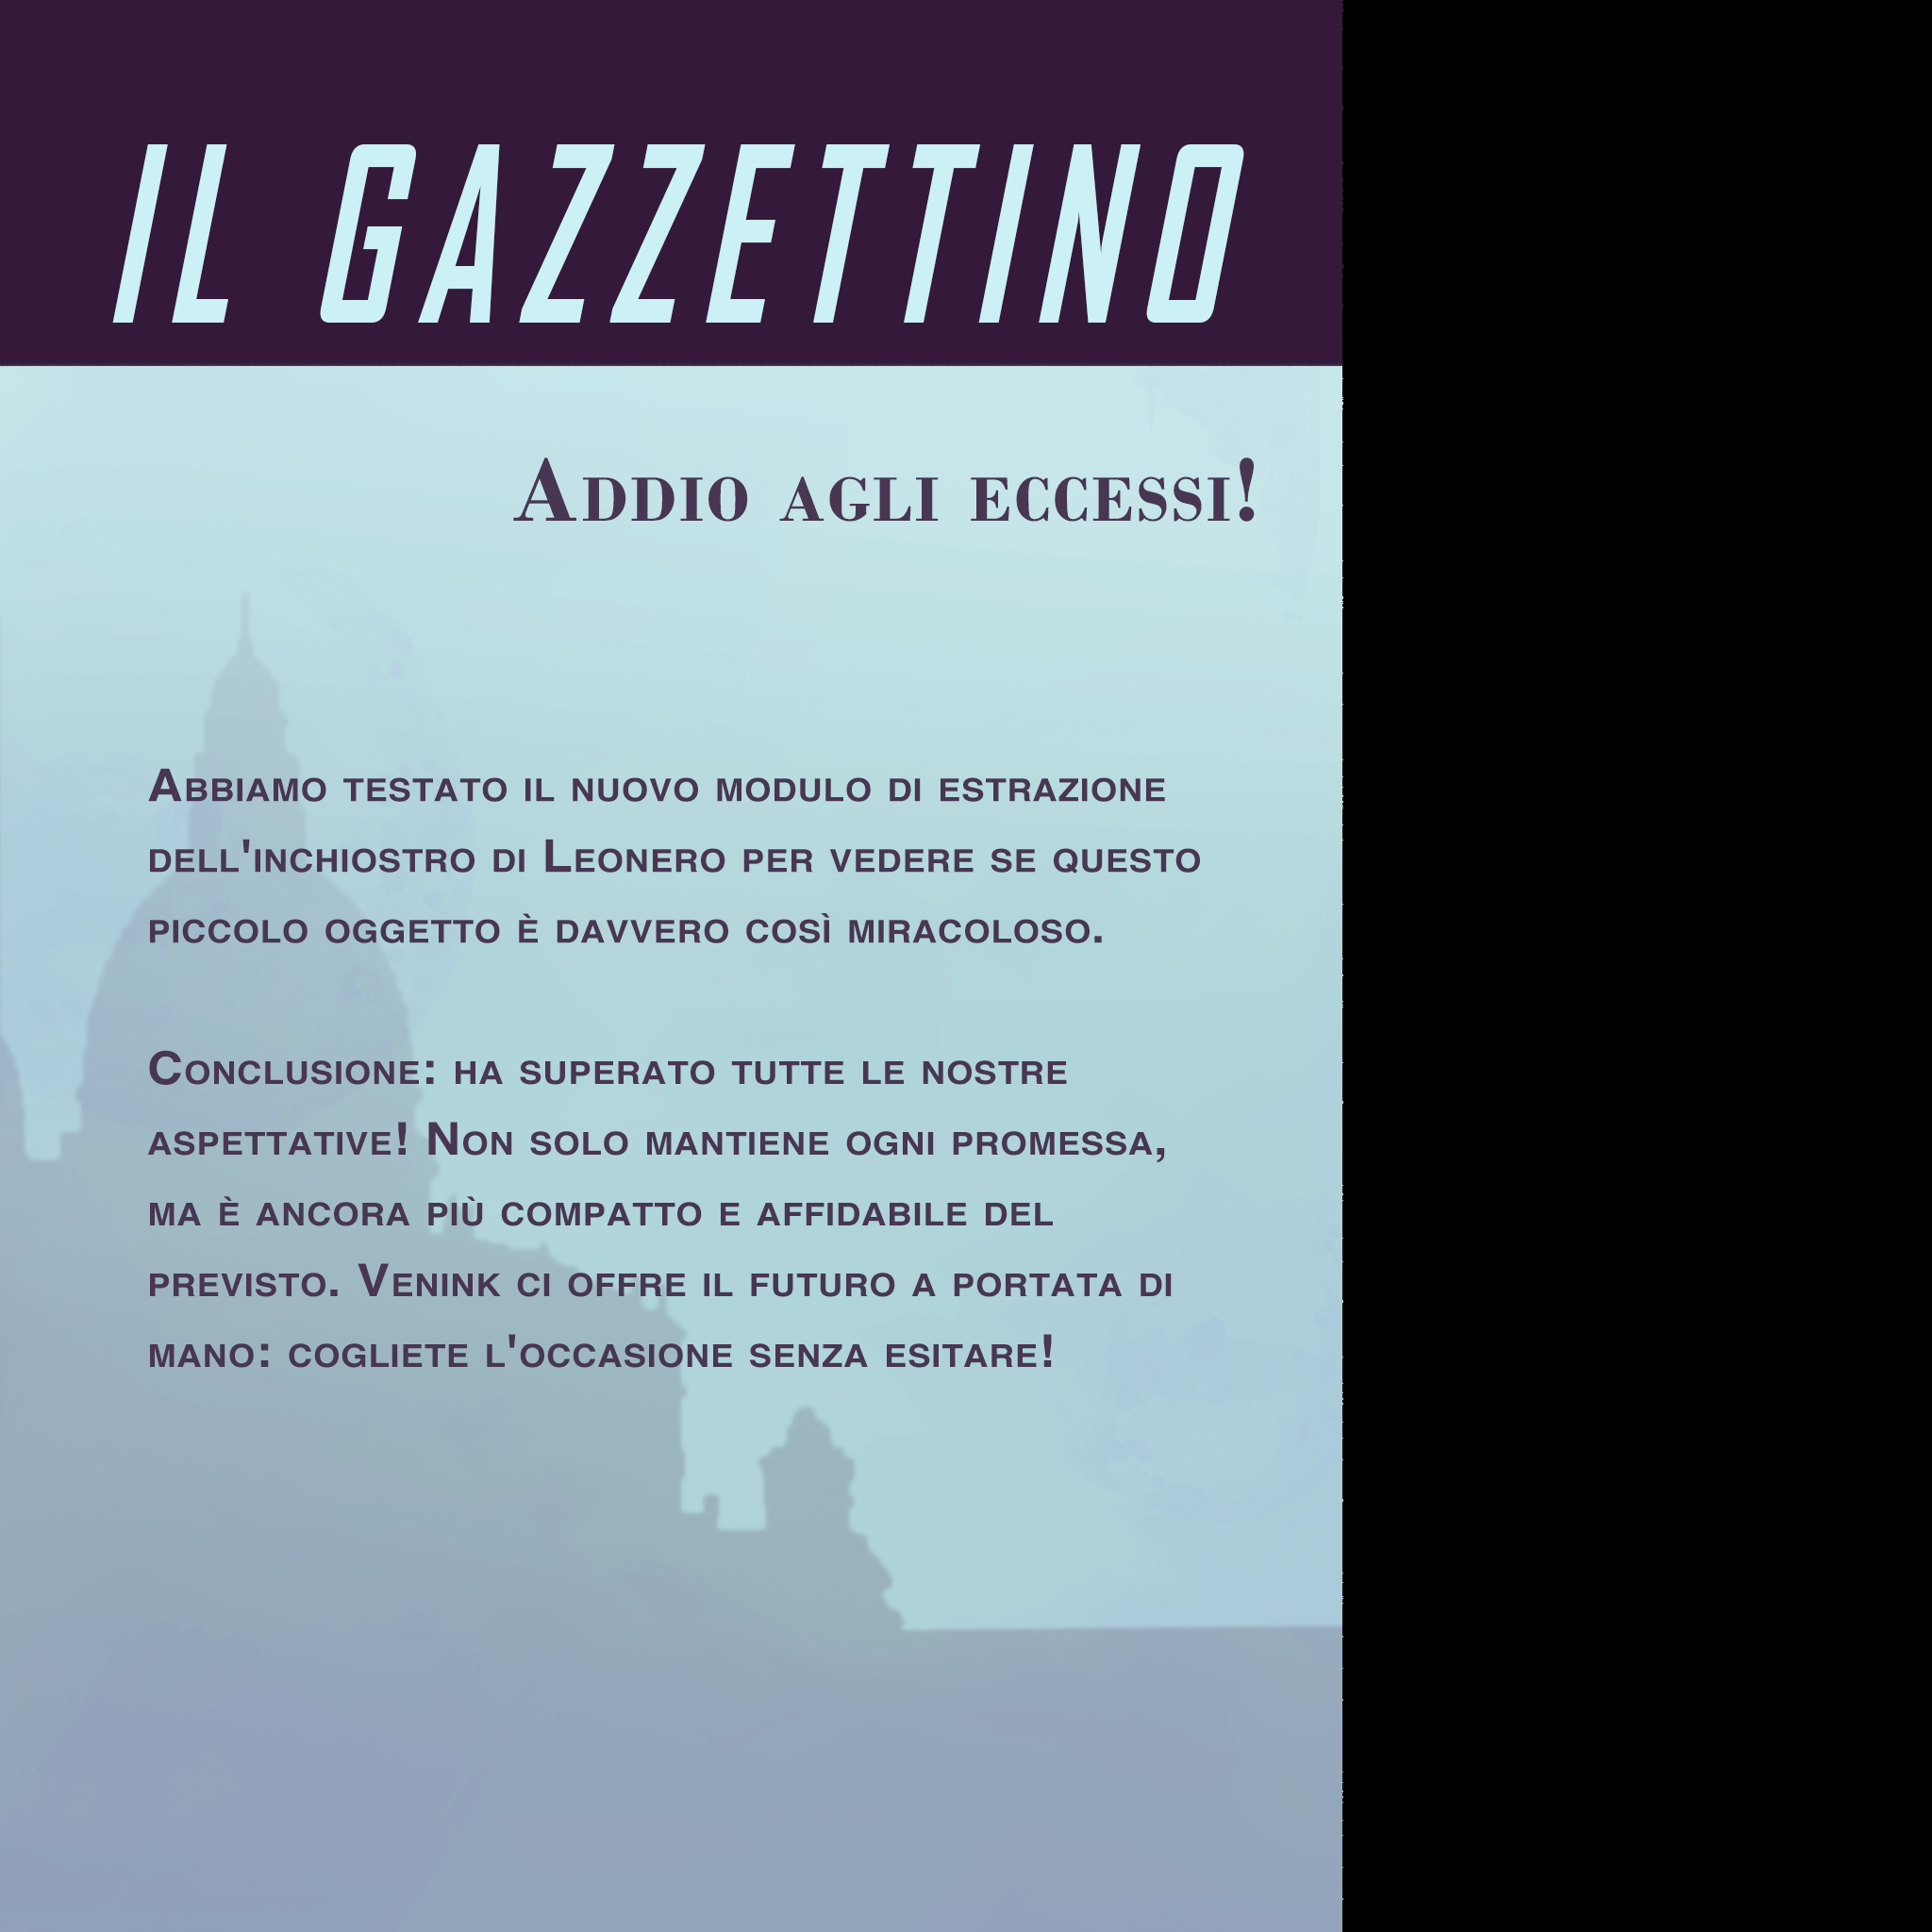 IL GAZZETTINO
Addio agli eccessi!
Abbiamo testato il nuovo modulo di estrazione
dell'inchiostro di Leonero per vedere se questo
piccolo oggetto è davvero così miracoloso.
Conclusione: ha superato tutte le nostre
aspettative! Non solo mantiene ogni promessa,
ma è ancora più compatto e affidabile del
previsto. Venink ci offre il futuro a portata di
mano: cogliete l'occasione senza esitare!